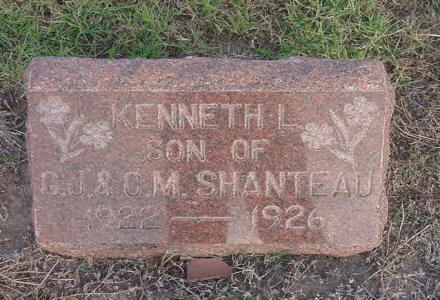 KENNETH L.
SON OF
C.J. & C.M. SHANTEAU
1922 — 1926